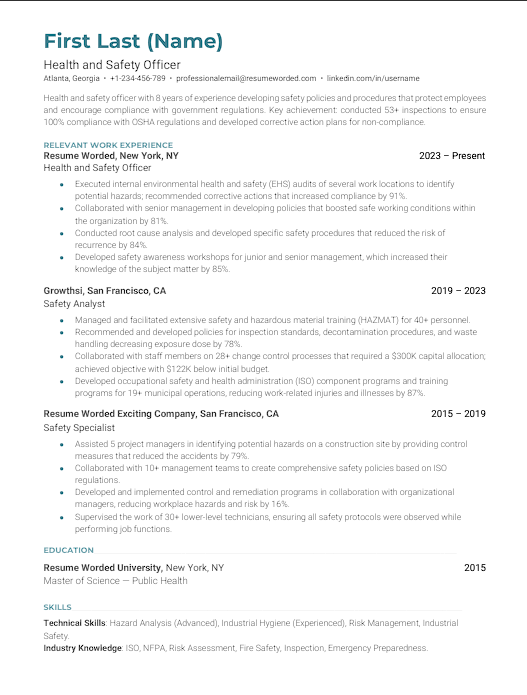 First Last (Name)
Health and Safety Officer
Atlanta, Georgia • +1-234-456-789 • professionalemail@resumeworded.com • linkedin.com/in/username
Health and safety officer with 8 years of experience developing safety policies and procedures that protect employees
and encourage compliance with government regulations. Key achievement: conducted 53+ inspections to ensure
100% compliance with OSHA regulations and developed corrective action plans for non-compliance.
RELEVANT WORK EXPERIENCE
Resume Worded, New York, NY 2023 – Present
Health and Safety Officer
• Executed internal environmental health and safety (EHS) audits of several work locations to identify
potential hazards; recommended corrective actions that increased compliance by 91%.
• Collaborated with senior management in developing policies that boosted safe working conditions within
the organization by 81%.
• Conducted root cause analysis and developed specific safety procedures that reduced the risk of
recurrence by 84%.
• Developed safety awareness workshops for junior and senior management, which increased their
knowledge of the subject matter by 85%.
Growthsi, San Francisco, CA 2019 – 2023
Safety Analyst
• Managed and facilitated extensive safety and hazardous material training (HAZMAT) for 40+ personnel.
• Recommended and developed policies for inspection standards, decontamination procedures, and waste
handling decreasing exposure dose by 78%.
• Collaborated with staff members on 28+ change control processes that required a $300K capital allocation;
achieved objective with $122K below initial budget.
• Developed occupational safety and health administration (ISO) component programs and training
programs for 19+ municipal operations, reducing work-related injuries and illnesses by 87%.
Resume Worded Exciting Company, San Francisco, CA 2015 – 2019
Safety Specialist
• Assisted 5 project managers in identifying potential hazards on a construction site by providing control
measures that reduced the accidents by 79%.
• Collaborated with 10+ management teams to create comprehensive safety policies based on ISO
regulations.
• Developed and implemented control and remediation programs in collaboration with organizational
managers, reducing workplace hazards and risk by 16%.
• Supervised the work of 30+ lower-level technicians, ensuring all safety protocols were observed while
performing job functions.
EDUCATION
Resume Worded University, New York, NY 2015
Master of Science — Public Health
SKILLS
Technical Skills: Hazard Analysis (Advanced), Industrial Hygiene (Experienced), Risk Management, Industrial
Safety.
Industry Knowledge: ISO, NFPA, Risk Assessment, Fire Safety, Inspection, Emergency Preparedness.